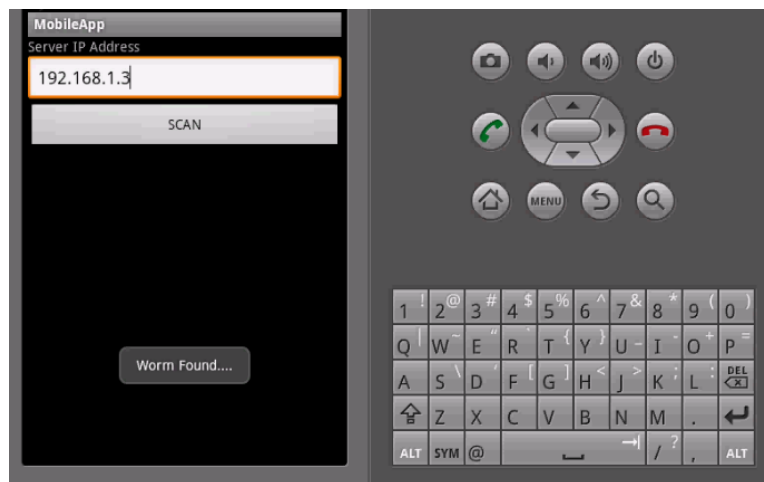 MobileApp
Server IP Address
192.168.1.3
SCAN
Worm Found....
MENU
1 ! 2 @ 3 # 4 $ 5 % 6 ^ 7 & 8 * 9 ( 0 )
Q | W ~ E " R ` T { Y } U _ I - O + P =
A S \ D ' F [ G ] H < J > K ; L : DEL
Z X C V B N M .
ALT SYM @ / ? , ALT